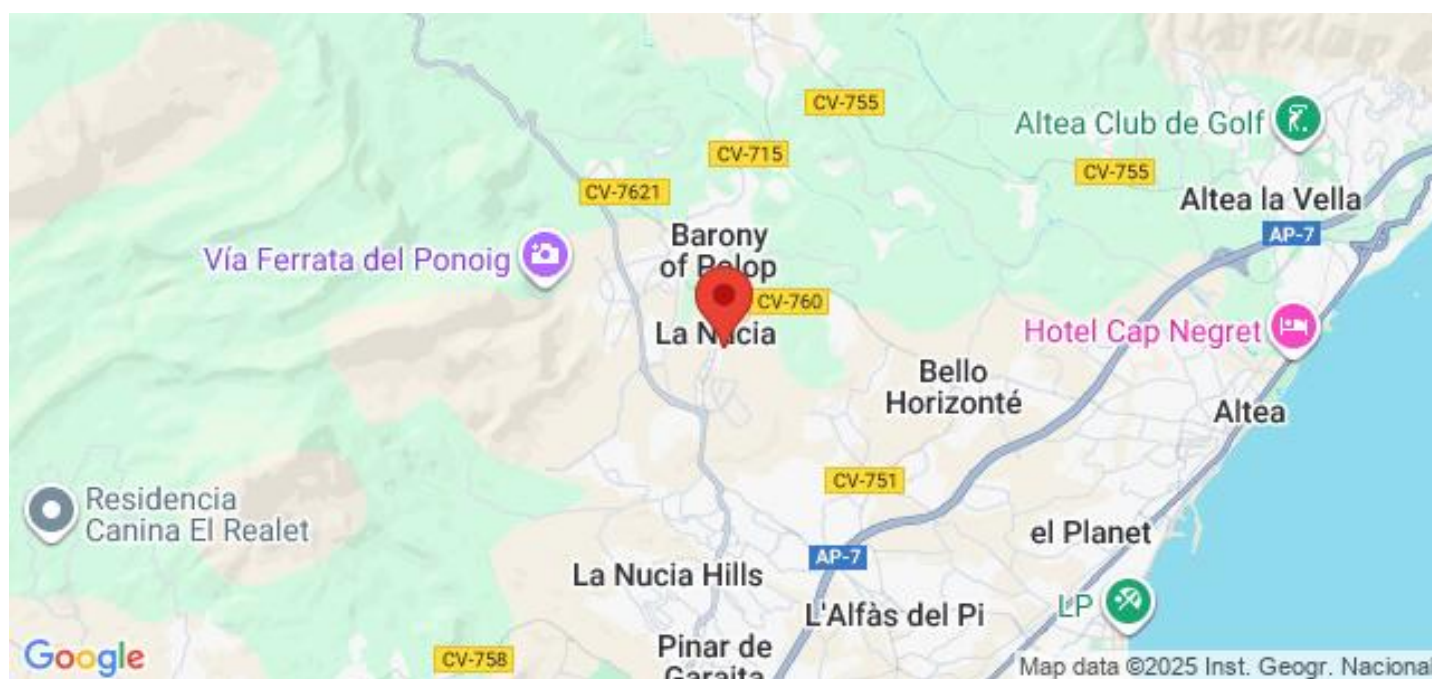 CV-755
Altea Club de Golf
CV-715
CV-755
CV-7621
Altea la Vella
Barony
of Polop
AP-7
Vía Ferrata del Ponoig
CV-760
La Nucia
Hotel Cap Negret
Bello
Horizonté
Altea
CV-751
Residencia
Canina El Realet
el Planet
AP-7
La Nucia Hills
LP
L'Alfàs del Pi
Pinar de
Garaita
CV-758
Google
Map data ©2025 Inst. Geogr. Nacional